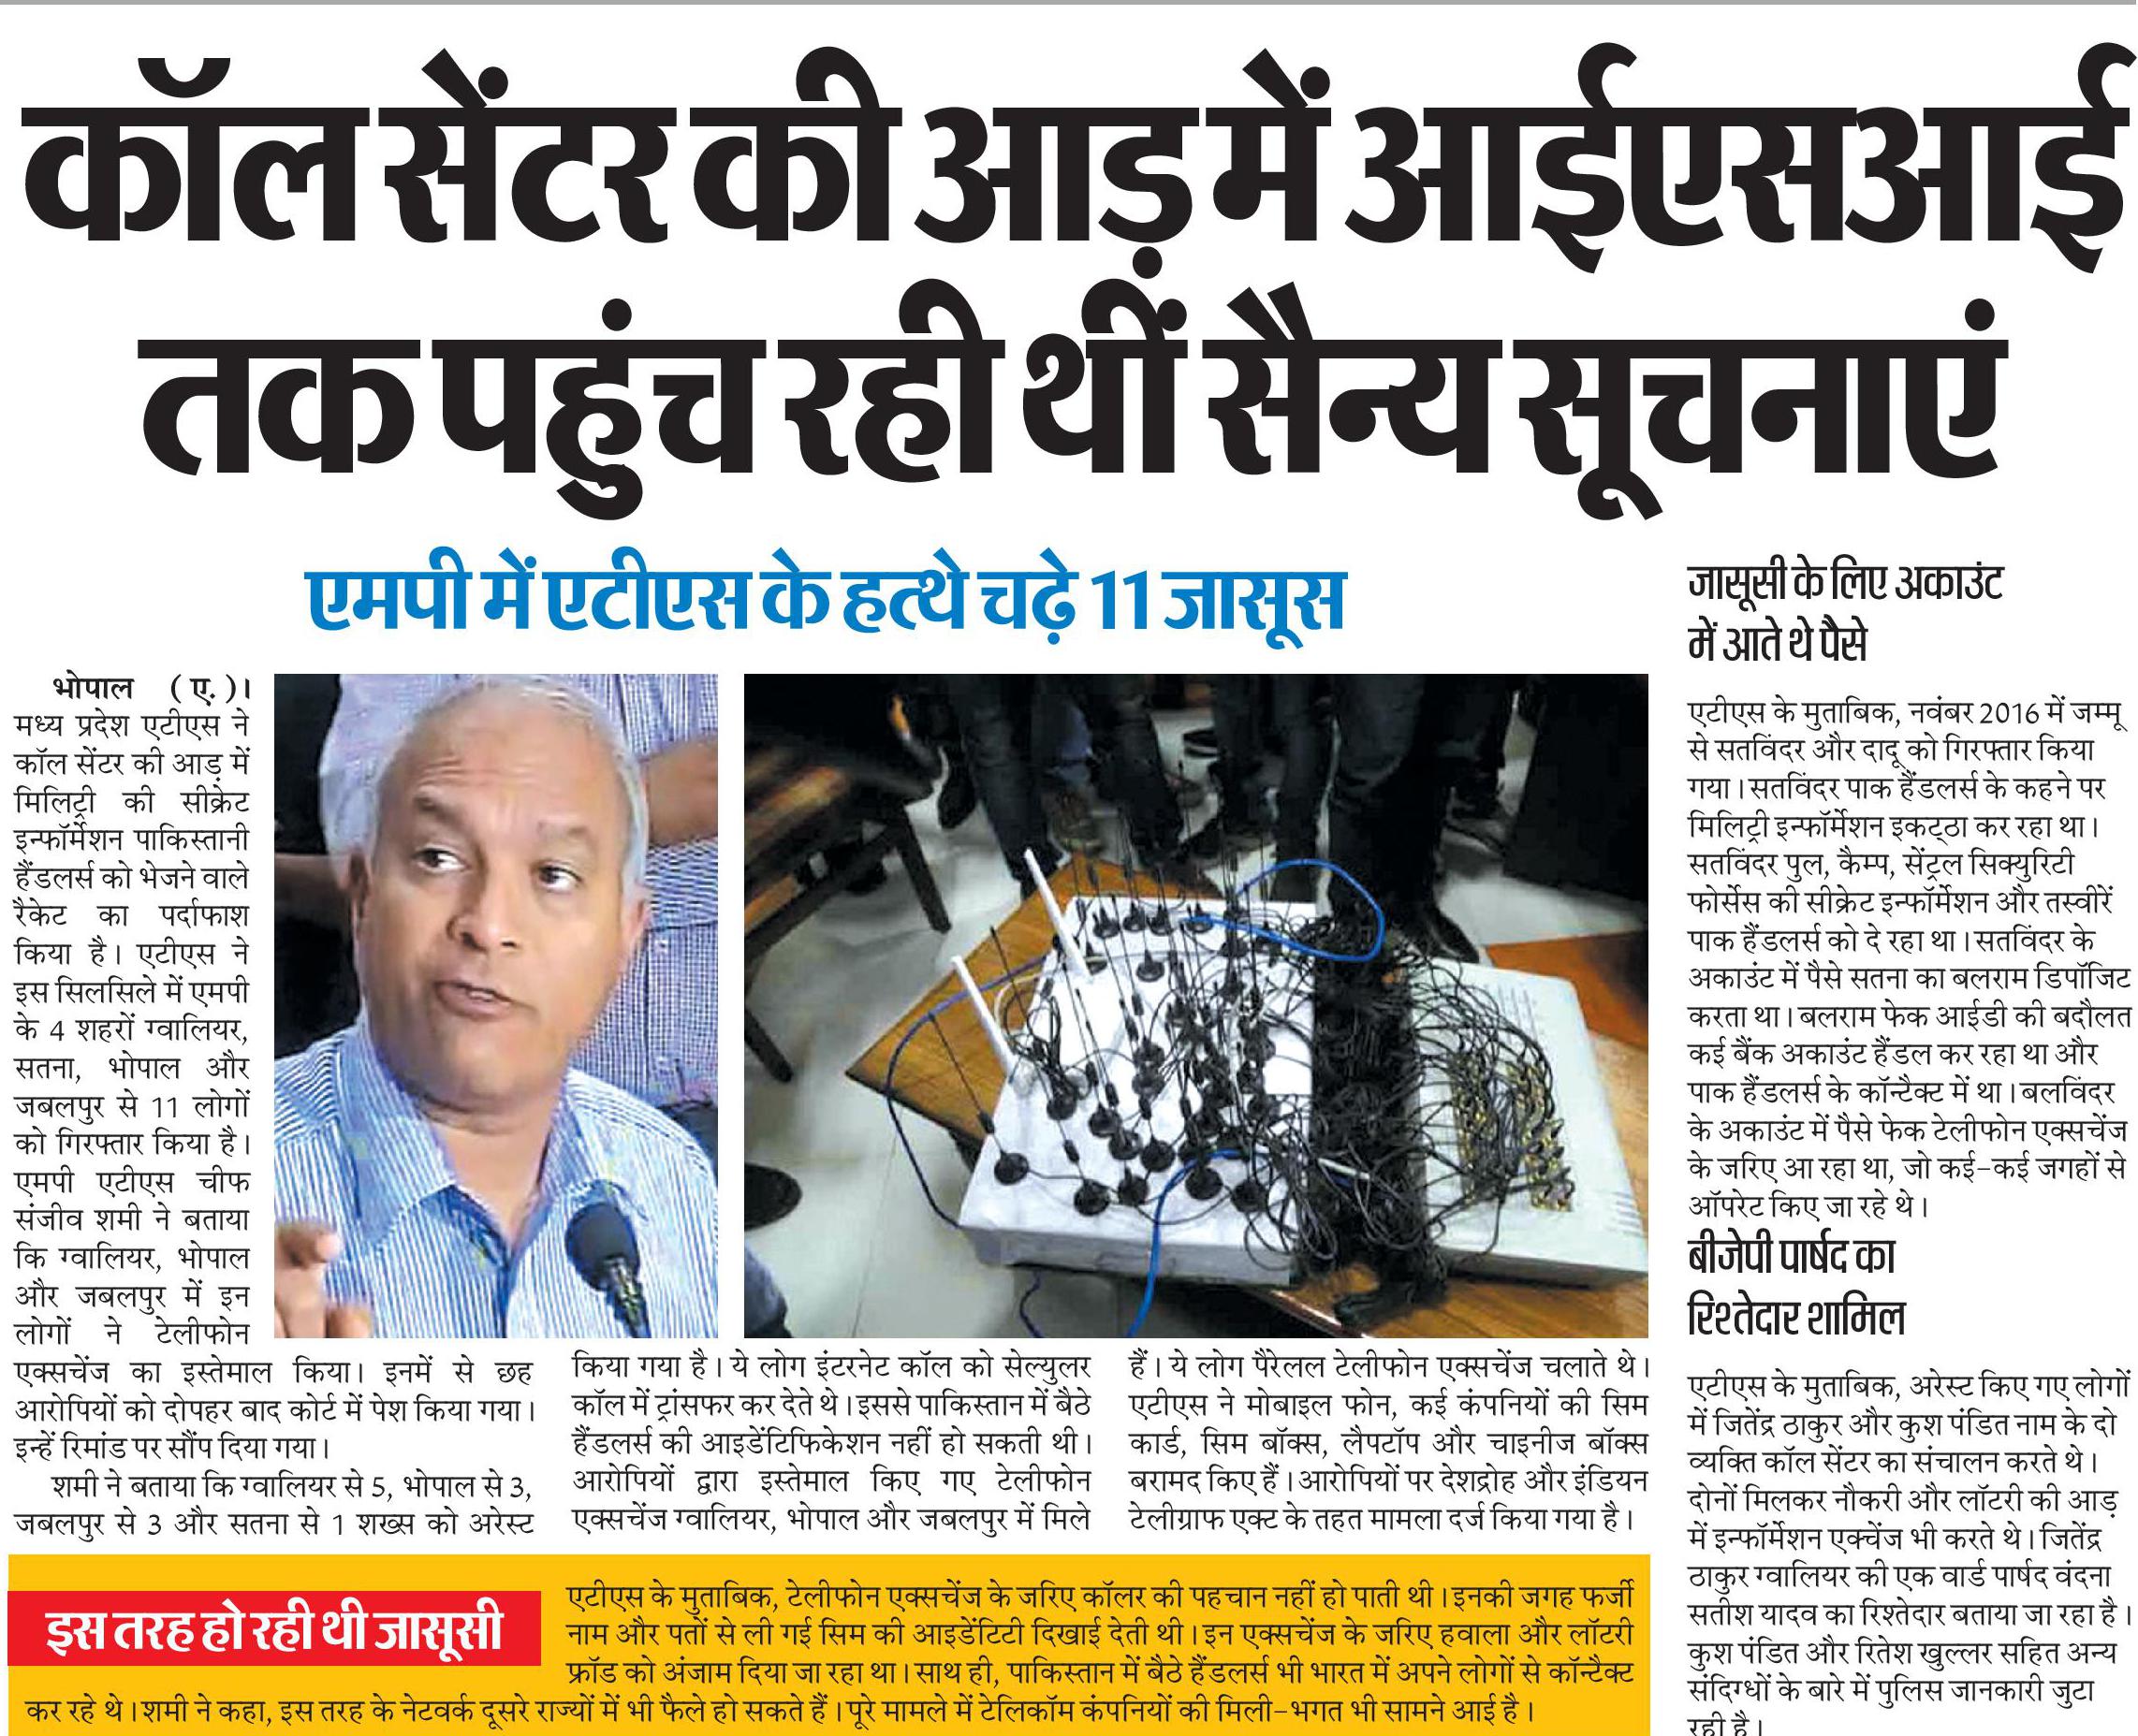 कॉल सेंटर की आड़ में आईएसआई
तक पहुंच रही थीं सैन्य सूचनाएं
एमपी में एटीएस के हत्थे चढ़े 11 जासूस
भोपाल (ए.)।
मध्य प्रदेश एटीएस ने
कॉल सेंटर की आड़ में
मिलिट्री की सीक्रेट
इन्फॉर्मेशन पाकिस्तानी
हैंडलर्स को भेजने वाले
रैकेट का पर्दाफाश
किया है। एटीएस ने
इस सिलसिले में एमपी
के 4 शहरों ग्वालियर,
सतना, भोपाल और
जबलपुर से 11 लोगों
को गिरफ्तार किया है।
एमपी एटीएस चीफ
संजीव शमी ने बताया
कि ग्वालियर, भोपाल
और जबलपुर में इन
लोगों ने टेलीफोन
एक्सचेंज का इस्तेमाल किया। इनमें से छह
आरोपियों को दोपहर बाद कोर्ट में पेश किया गया।
इन्हें रिमांड पर सौंप दिया गया।
शमी ने बताया कि ग्वालियर से 5, भोपाल से 3,
जबलपुर से 3 और सतना से 1 शख्स को अरेस्ट
किया गया है। ये लोग इंटरनेट कॉल को सेल्युलर
कॉल में ट्रांसफर कर देते थे। इससे पाकिस्तान में बैठे
हैंडलर्स की आइडेंटिफिकेशन नहीं हो सकती थी।
आरोपियों द्वारा इस्तेमाल किए गए टेलीफोन
एक्सचेंज ग्वालियर, भोपाल और जबलपुर में मिले
हैं। ये लोग पैरेलल टेलीफोन एक्सचेंज चलाते थे।
एटीएस ने मोबाइल फोन, कई कंपनियों की सिम
कार्ड, सिम बॉक्स, लैपटॉप और चाइनीज बॉक्स
बरामद किए हैं। आरोपियों पर देशद्रोह और इंडियन
टेलीग्राफ एक्ट के तहत मामला दर्ज किया गया है।
इस तरह हो रही थी जासूसी
एटीएस के मुताबिक, टेलीफोन एक्सचेंज के जरिए कॉलर की पहचान नहीं हो पाती थी। इनकी जगह फर्जी
नाम और पतों से ली गई सिम की आइडेंटिटी दिखाई देती थी। इन एक्सचेंज के जरिए हवाला और लॉटरी
फ्रॉड को अंजाम दिया जा रहा था। साथ ही, पाकिस्तान में बैठे हैंडलर्स भी भारत में अपने लोगों से कॉन्टैक्ट
कर रहे थे। शमी ने कहा, इस तरह के नेटवर्क दूसरे राज्यों में भी फैले हो सकते हैं। पूरे मामले में टेलिकॉम कंपनियों की मिली-भगत भी सामने आई है।
जासूसी के लिए अकाउंट
में आते थे पैसे
एटीएस के मुताबिक, नवंबर 2016 में जम्मू
से सतविंदर और दादू को गिरफ्तार किया
गया। सतविंदर पाक हैंडलर्स के कहने पर
मिलिट्री इन्फॉर्मेशन इकट्ठा कर रहा था।
सतविंदर पुल, कैम्प, सेंट्रल सिक्युरिटी
फोर्सेस की सीक्रेट इन्फॉर्मेशन और तस्वीरें
पाक हैंडलर्स को दे रहा था। सतविंदर के
अकाउंट में पैसे सतना का बलराम डिपॉजिट
करता था। बलराम फेक आईडी की बदौलत
कई बैंक अकाउंट हैंडल कर रहा था और
पाक हैंडलर्स के कॉन्टैक्ट में था। बलविंदर
के अकाउंट में पैसे फेक टेलीफोन एक्सचेंज
के जरिए आ रहा था, जो कई-कई जगहों से
ऑपरेट किए जा रहे थे।
बीजेपी पार्षद का
रिश्तेदार शामिल
एटीएस के मुताबिक, अरेस्ट किए गए लोगों
में जितेंद्र ठाकुर और कुश पंडित नाम के दो
व्यक्ति कॉल सेंटर का संचालन करते थे।
दोनों मिलकर नौकरी और लॉटरी की आड़
में इन्फॉर्मेशन एक्चेंज भी करते थे। जितेंद्र
ठाकुर ग्वालियर की एक वार्ड पार्षद वंदना
सतीश यादव का रिश्तेदार बताया जा रहा है।
कुश पंडित और रितेश खुल्लर सहित अन्य
संदिग्धों के बारे में पुलिस जानकारी जुटा
रही है।